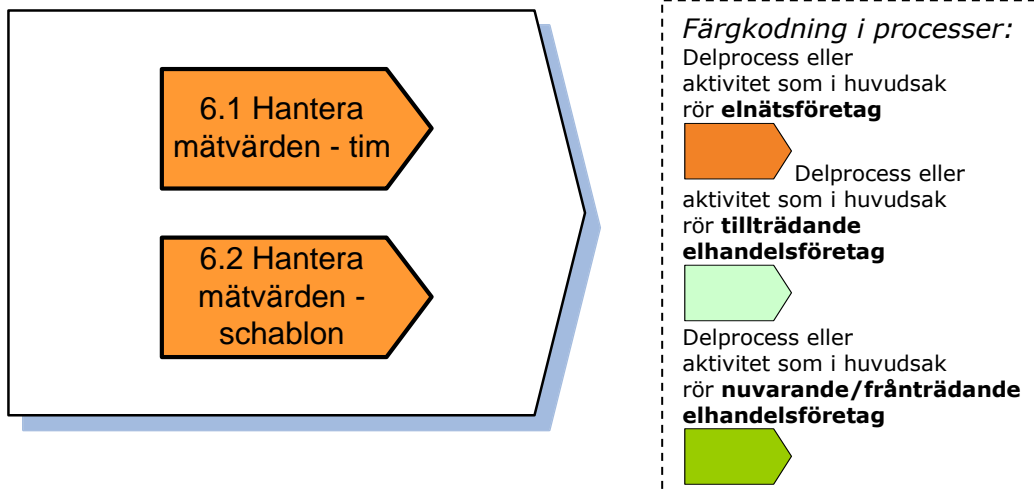 6.1 Hantera
mätvärden - tim
6.2 Hantera
mätvärden -
schablon
Färgkodning i processer:
Delprocess eller
aktivitet som i huvudsak
rör elnätsföretag
Delprocess eller
aktivitet som i huvudsak
rör tillträdande
elhandelsföretag
Delprocess eller
aktivitet som i huvudsak
rör nuvarande/frånträdande
elhandelsföretag